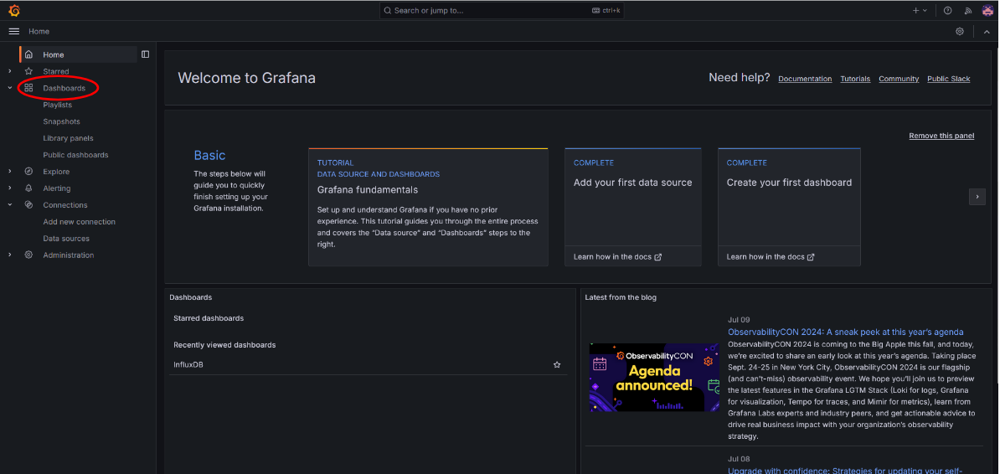 Search or jump to...
ctrl+k
Home
Home
Starred
Dashboards
Playlists
Snapshots
Library panels
Public dashboards
Explore
Alerting
Connections
Add new connection
Data sources
Administration
Welcome to Grafana
Need help?
Documentation
Tutorials
Community
Public Slack
Remove this panel
Basic
The steps below will
guide you to quickly
finish setting up your
Grafana installation.
TUTORIAL
DATA SOURCE AND DASHBOARDS
Grafana fundamentals
Set up and understand Grafana if you have no prior
experience. This tutorial guides you through the entire process
and covers the “Data source” and “Dashboards” steps to the
right.
COMPLETE
Add your first data source
Learn how in the docs
COMPLETE
Create your first dashboard
Learn how in the docs
Dashboards
Starred dashboards
Recently viewed dashboards
InfluxDB
Latest from the blog
ObservabilityCON
Agenda
announced!
Jul 09
ObservabilityCON 2024: A sneak peek at this year’s agenda
ObservabilityCON 2024 is coming to the Big Apple this fall, and today,
we’re excited to share an early look at this year’s agenda. Taking place
Sept. 24-25 in New York City, ObservabilityCON 2024 is our flagship
(and can’t-miss) observability event. We hope you’ll join us to preview
the latest features in the Grafana LGTM Stack (Loki for logs, Grafana
for visualization, Tempo for traces, and Mimir for metrics), learn from
Grafana Labs experts and industry peers, and get actionable advice to
drive real business impact with your organization’s observability
strategy.
Jul 08
Upgrade with confidence: Strategies for updating your self-